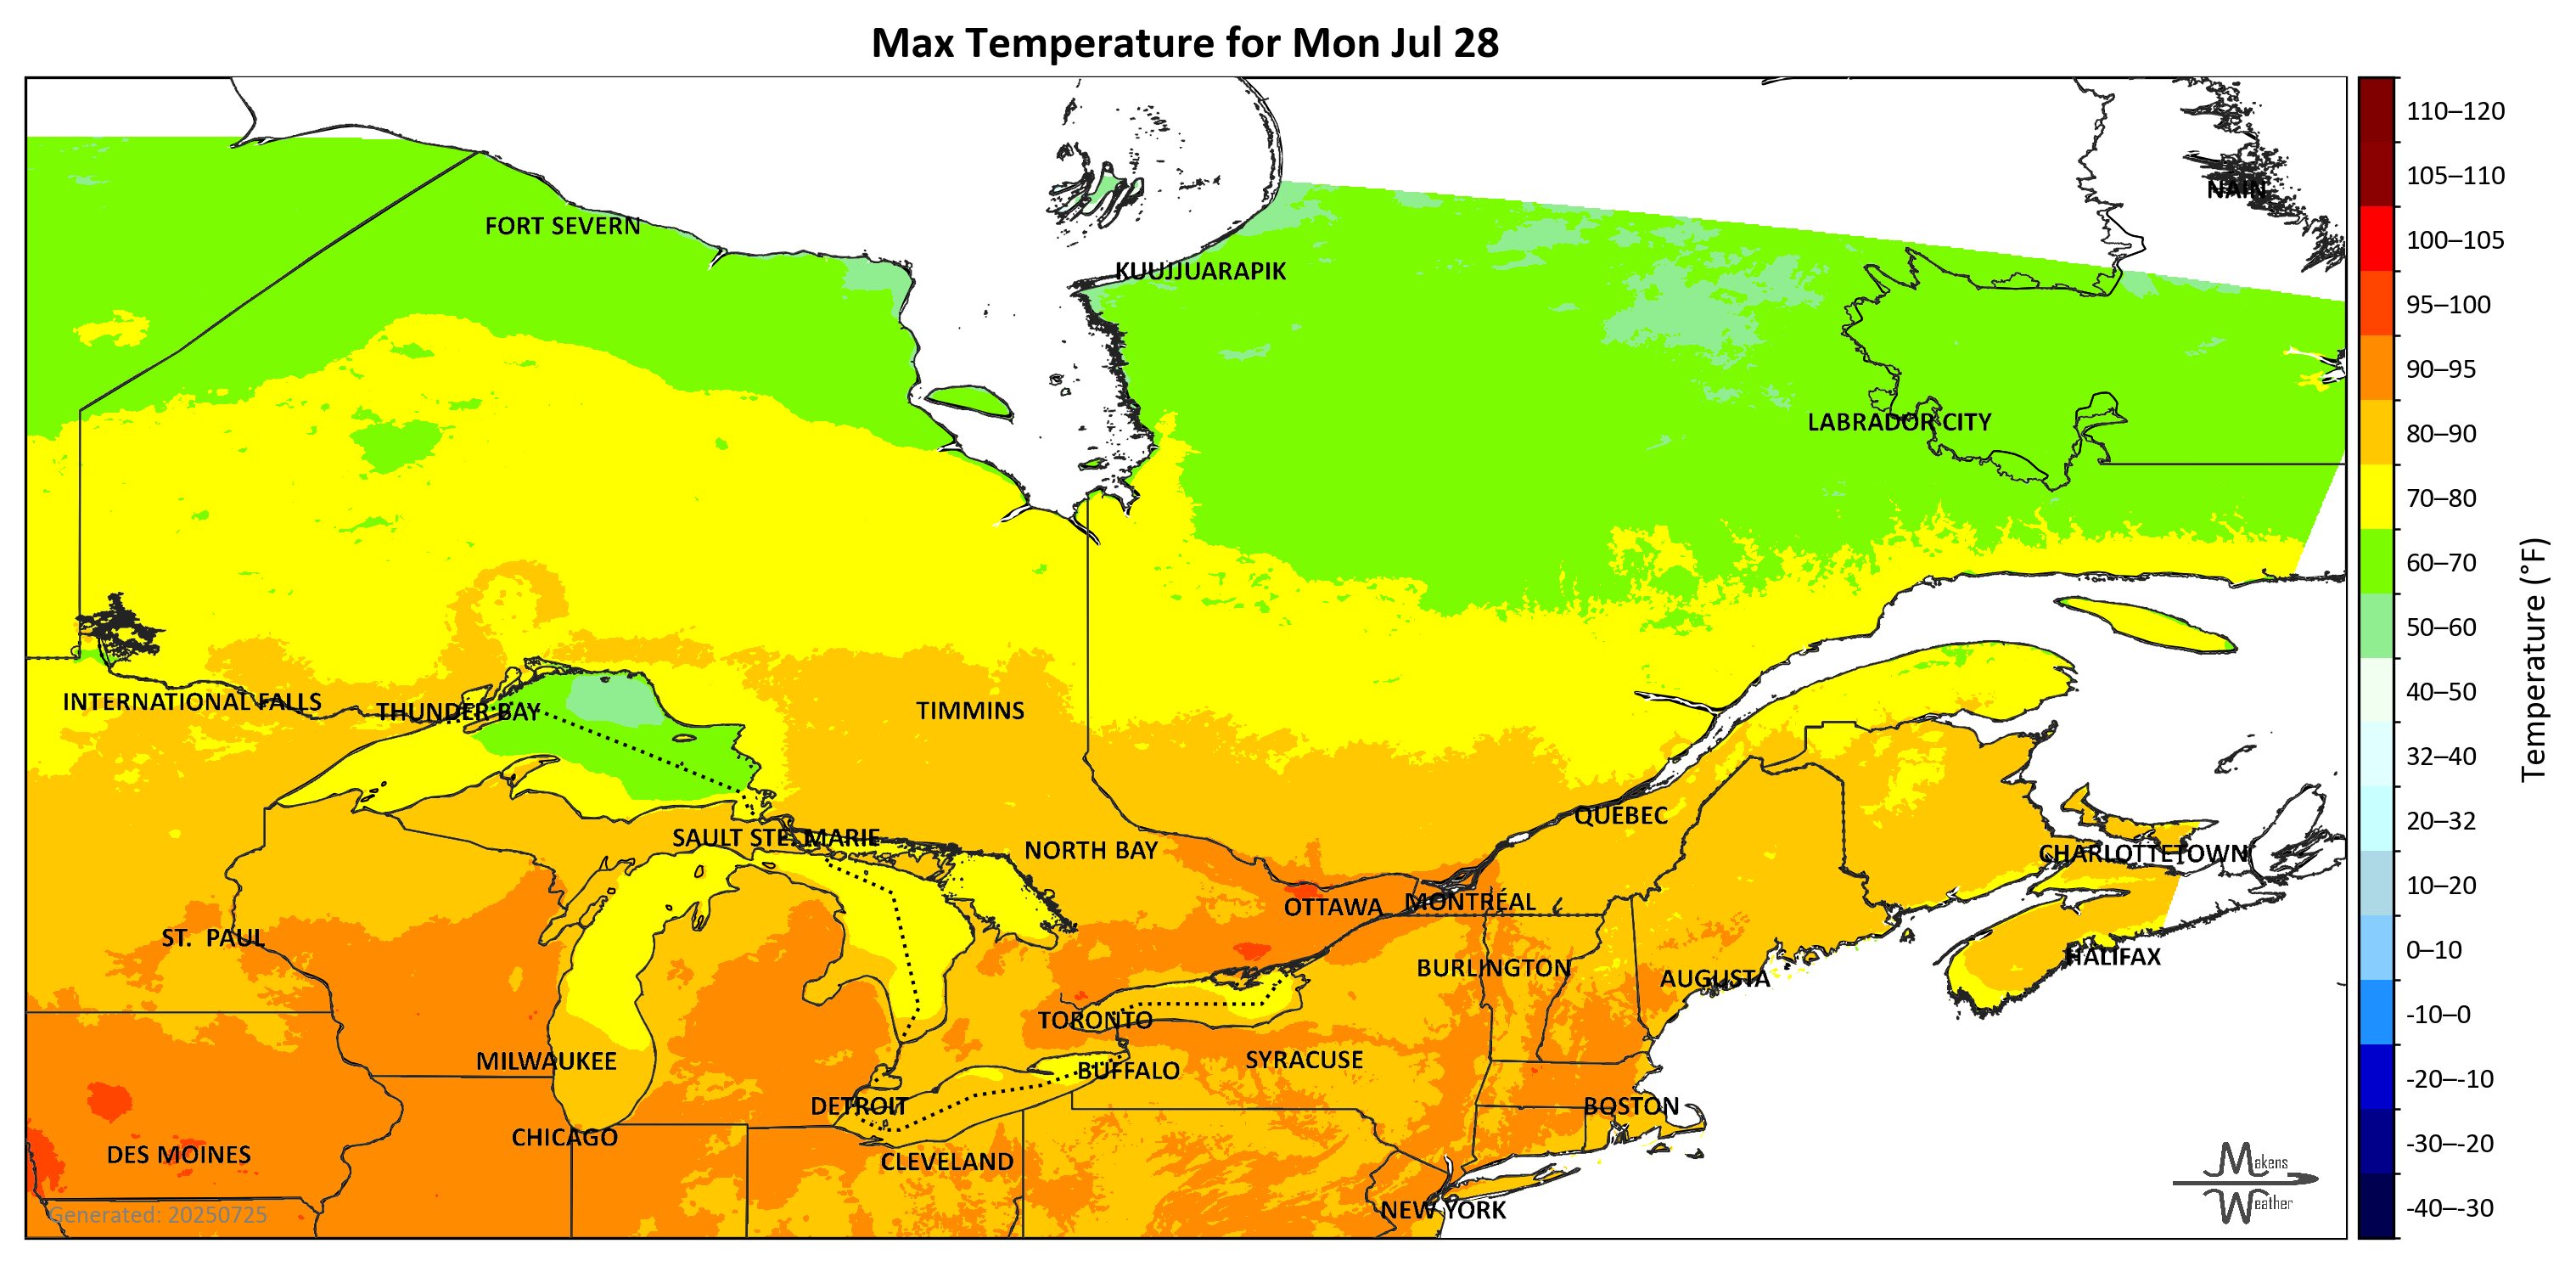 Max Temperature for Mon Jul 28
NAIN
FORT SEVERN
KUUJJUARAPIK
LABRADOR CITY
INTERNATIONAL FALLS
THUNDER BAY
TIMMINS
QUÉBEC
SAULT STE. MARIE
NORTH BAY
CHARLOTTETOWN
OTTAWA
MONTRÉAL
ST. PAUL
HALIFAX
BURLINGTON
AUGUSTA
TORONTO
MILWAUKEE
SYRACUSE
BUFFALO
DETROIT
BOSTON
CHICAGO
DES MOINES
CLEVELAND
NEW YORK
Generated: 20250725
Makens
Weather
110–120
105–110
100–105
95–100
90–95
80–90
70–80
60–70
50–60
40–50
32–40
20–32
10–20
0–10
-10–0
-20–-10
-30–-20
-40–-30
Temperature (°F)